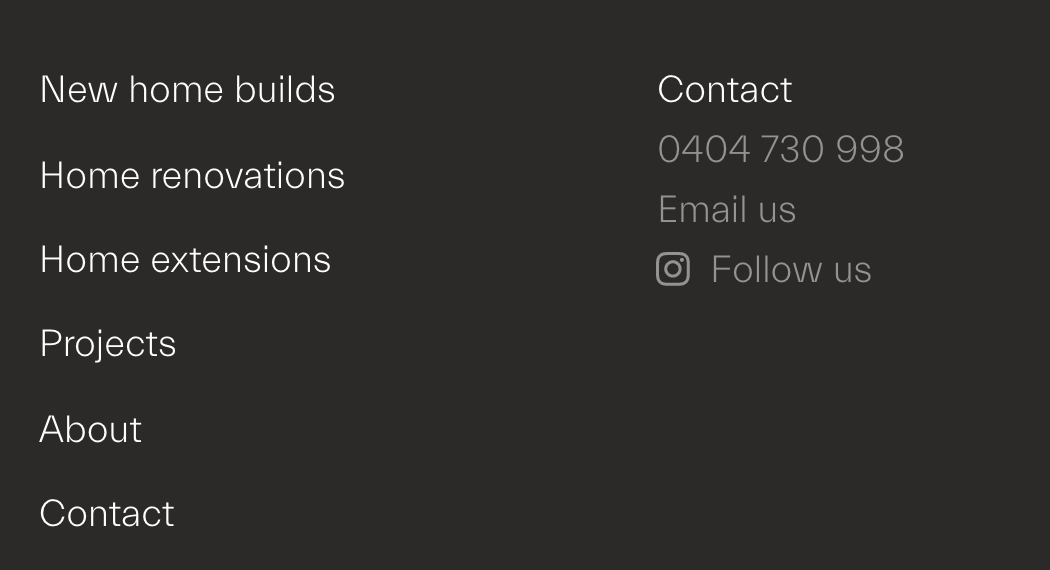 New home builds
Home renovations
Home extensions
Projects
About
Contact
Contact
0404 730 998
Email us
Follow us